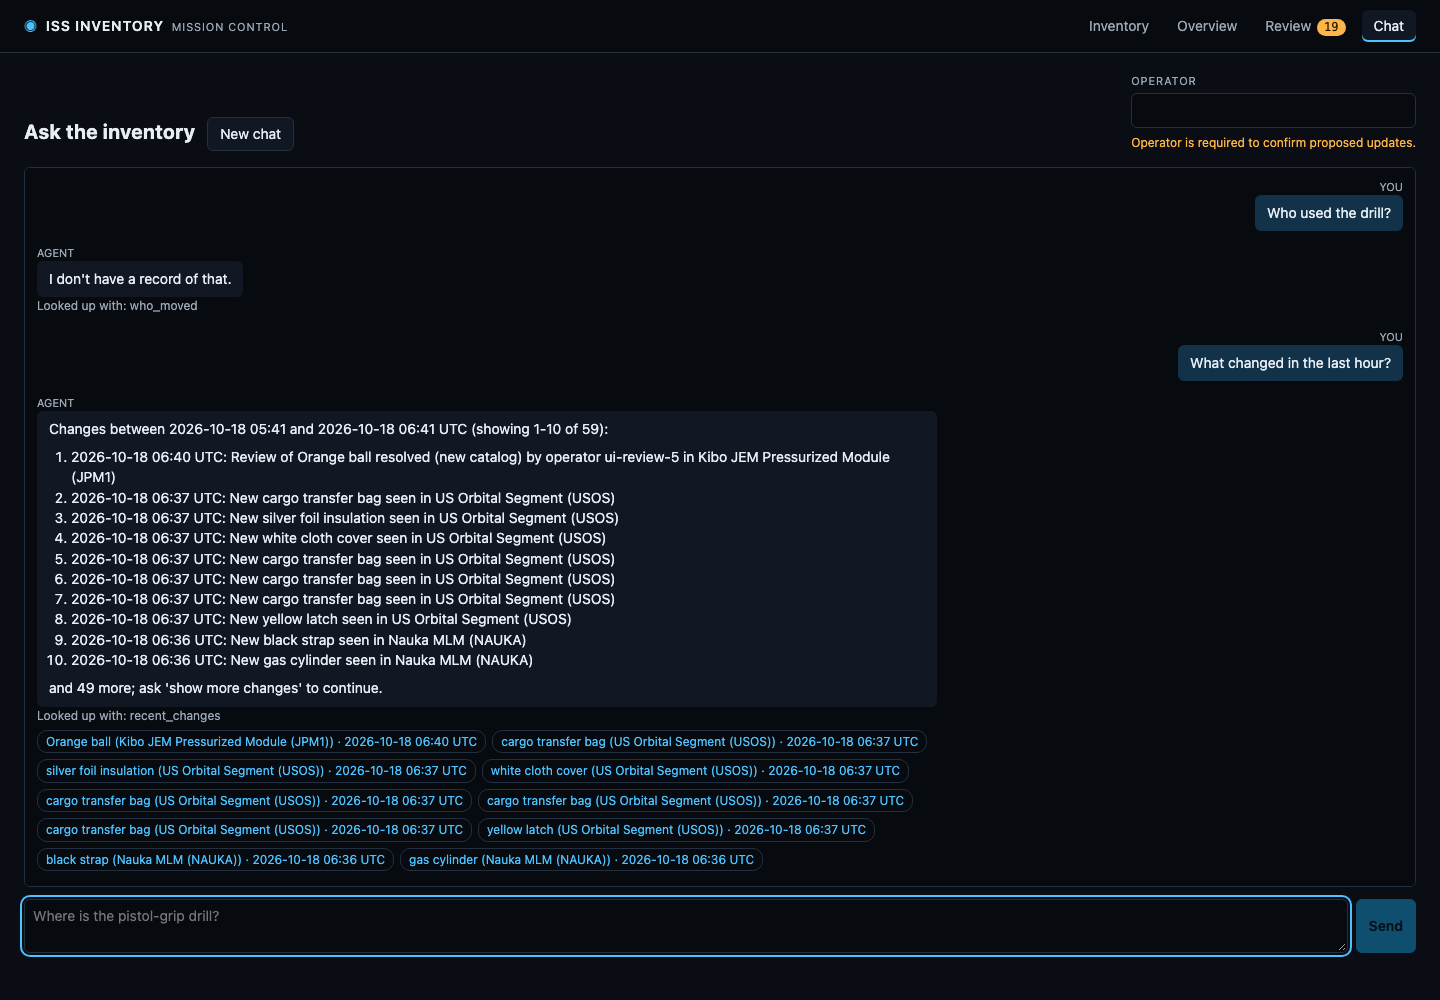 ISS INVENTORY MISSION CONTROL
Inventory Overview Review 19 Chat
OPERATOR
Ask the inventory New chat
Operator is required to confirm proposed updates.
YOU
Who used the drill?
AGENT
I don't have a record of that.
Looked up with: who_moved
YOU
What changed in the last hour?
AGENT
Changes between 2026-10-18 05:41 and 2026-10-18 06:41 UTC (showing 1-10 of 59):
1. 2026-10-18 06:40 UTC: Review of Orange ball resolved (new catalog) by operator ui-review-5 in Kibo JEM Pressurized Module
(JPM1)
2. 2026-10-18 06:37 UTC: New cargo transfer bag seen in US Orbital Segment (USOS)
3. 2026-10-18 06:37 UTC: New silver foil insulation seen in US Orbital Segment (USOS)
4. 2026-10-18 06:37 UTC: New white cloth cover seen in US Orbital Segment (USOS)
5. 2026-10-18 06:37 UTC: New cargo transfer bag seen in US Orbital Segment (USOS)
6. 2026-10-18 06:37 UTC: New cargo transfer bag seen in US Orbital Segment (USOS)
7. 2026-10-18 06:37 UTC: New cargo transfer bag seen in US Orbital Segment (USOS)
8. 2026-10-18 06:37 UTC: New yellow latch seen in US Orbital Segment (USOS)
9. 2026-10-18 06:36 UTC: New black strap seen in Nauka MLM (NAUKA)
10. 2026-10-18 06:36 UTC: New gas cylinder seen in Nauka MLM (NAUKA)
and 49 more; ask 'show more changes' to continue.
Looked up with: recent_changes
Orange ball (Kibo JEM Pressurized Module (JPM1)) · 2026-10-18 06:40 UTC cargo transfer bag (US Orbital Segment (USOS)) · 2026-10-18 06:37 UTC
silver foil insulation (US Orbital Segment (USOS)) · 2026-10-18 06:37 UTC white cloth cover (US Orbital Segment (USOS)) · 2026-10-18 06:37 UTC
cargo transfer bag (US Orbital Segment (USOS)) · 2026-10-18 06:37 UTC cargo transfer bag (US Orbital Segment (USOS)) · 2026-10-18 06:37 UTC
cargo transfer bag (US Orbital Segment (USOS)) · 2026-10-18 06:37 UTC yellow latch (US Orbital Segment (USOS)) · 2026-10-18 06:37 UTC
black strap (Nauka MLM (NAUKA)) · 2026-10-18 06:36 UTC gas cylinder (Nauka MLM (NAUKA)) · 2026-10-18 06:36 UTC
Where is the pistol-grip drill?
Send